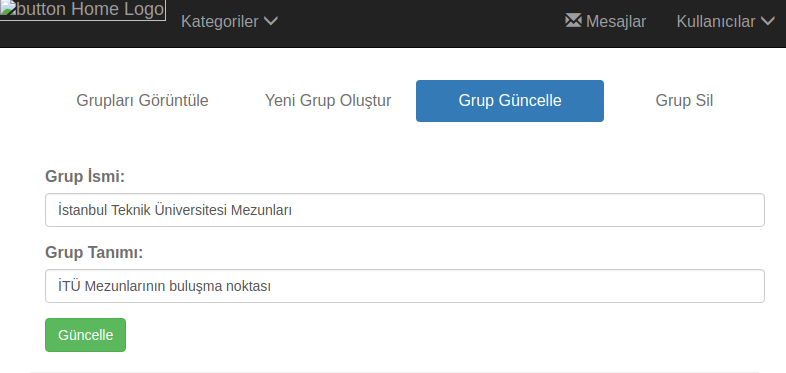 button Home Logo Kategoriler Mesajlar Kullanıcılar
Grupları Görüntüle Yeni Grup Oluştur Grup Güncelle Grup Sil
Grup İsmi:
İstanbul Teknik Üniversitesi Mezunları
Grup Tanımı:
İTÜ Mezunlarının buluşma noktası
Güncelle